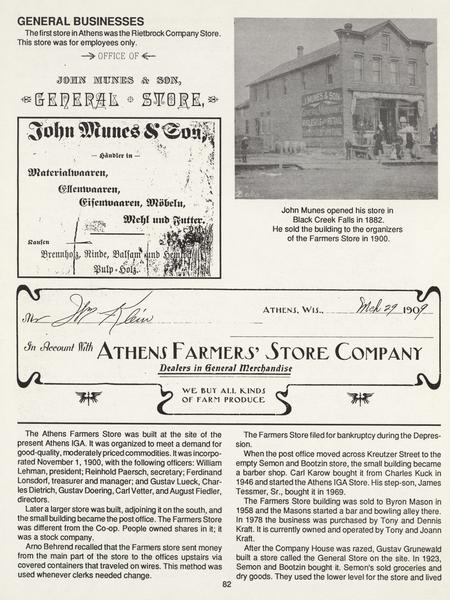 GENERAL BUSINESSES
The first store in Athens was the Rietbrock Company Store.
This store was for employees only.
OFFICE OF
JOHN MUNES & SON,
GENERAL STORE,
John Munes & Son,
— Händler in —
Materialwaaren,
Ellenwaaren,
Eisenwaaren, Möbeln,
Mehl und Futter.
Kaufen
Brennholz, Rinde, Balsam und
Pulp-Holz.
John Munes opened his store in
Black Creek Falls in 1882.
He sold the building to the organizers
of the Farmers Store in 1900.
Mr Klein
ATHENS, WIS., Mch 29 1909
In Account With ATHENS FARMERS' STORE COMPANY
Dealers in General Merchandise
WE BUY ALL KINDS
OF FARM PRODUCE
The Athens Farmers Store was built at the site of the
present Athens IGA. It was organized to meet a demand for
good-quality, moderately priced commodities. It was incorpo-
rated November 1, 1900, with the following officers: William
Lehman, president; Reinhold Paersch, secretary; Ferdinand
Lonsdorf, treasurer and manager; and Gustav Lueck, Char-
les Dietrich, Gustav Doering, Carl Vetter, and August Fiedler,
directors.
Later a larger store was built, adjoining it on the south, and
the small building became the post office. The Farmers Store
was different from the Co-op. People owned shares in it; it
was a stock company.
Arno Behrend recalled that the Farmers store sent money
from the main part of the store to the offices upstairs via
covered containers that traveled on wires. This method was
used whenever clerks needed change.
The Farmers Store filed for bankruptcy during the Depres-
sion.
When the post office moved across Kreutzer Street to the
empty Semon and Bootzin store, the small building became
a barber shop. Carl Karow bought it from Charles Kuck in
1946 and started the Athens IGA Store. His step-son, James
Tessmer, Sr., bought it in 1969.
The Farmers Store building was sold to Byron Mason in
1958 and the Masons started a bar and bowling alley there.
In 1978 the business was purchased by Tony and Dennis
Kraft. It is currently owned and operated by Tony and Joann
Kraft.
After the Company House was razed, Gustav Grunewald
built a store called the General Store on the site. In 1923,
Semon and Bootzin bought it. Semon's sold groceries and
dry goods. They used the lower level for the store and lived
82